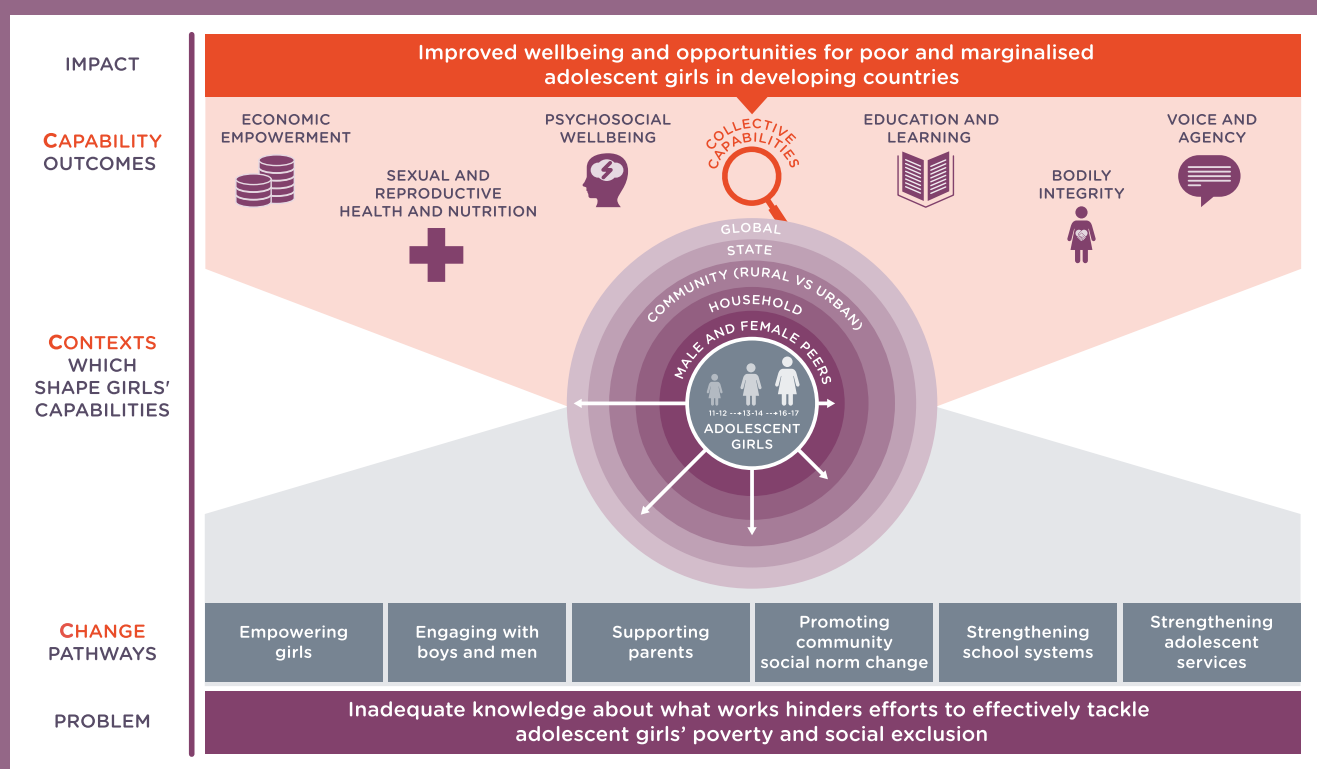 IMPACT
Improved wellbeing and opportunities for poor and marginalised
adolescent girls in developing countries
CAPABILITY
OUTCOMES
ECONOMIC
EMPOWERMENT
SEXUAL AND
REPRODUCTIVE
HEALTH AND NUTRITION
PSYCHOSOCIAL
WELLBEING
COLLECTIVE
CAPABILITIES
EDUCATION AND
LEARNING
BODILY
INTEGRITY
VOICE AND
AGENCY
CONTEXTS
WHICH
SHAPE GIRLS'
CAPABILITIES
GLOBAL
STATE
COMMUNITY (RURAL VS URBAN)
HOUSEHOLD
MALE AND FEMALE PEERS
11-12 --→13-14 --→16-17
ADOLESCENT
GIRLS
CHANGE
PATHWAYS
Empowering
girls
Engaging with
boys and men
Supporting
parents
Promoting
community
social norm change
Strengthening
school systems
Strengthening
adolescent
services
PROBLEM
Inadequate knowledge about what works hinders efforts to effectively tackle
adolescent girls’ poverty and social exclusion